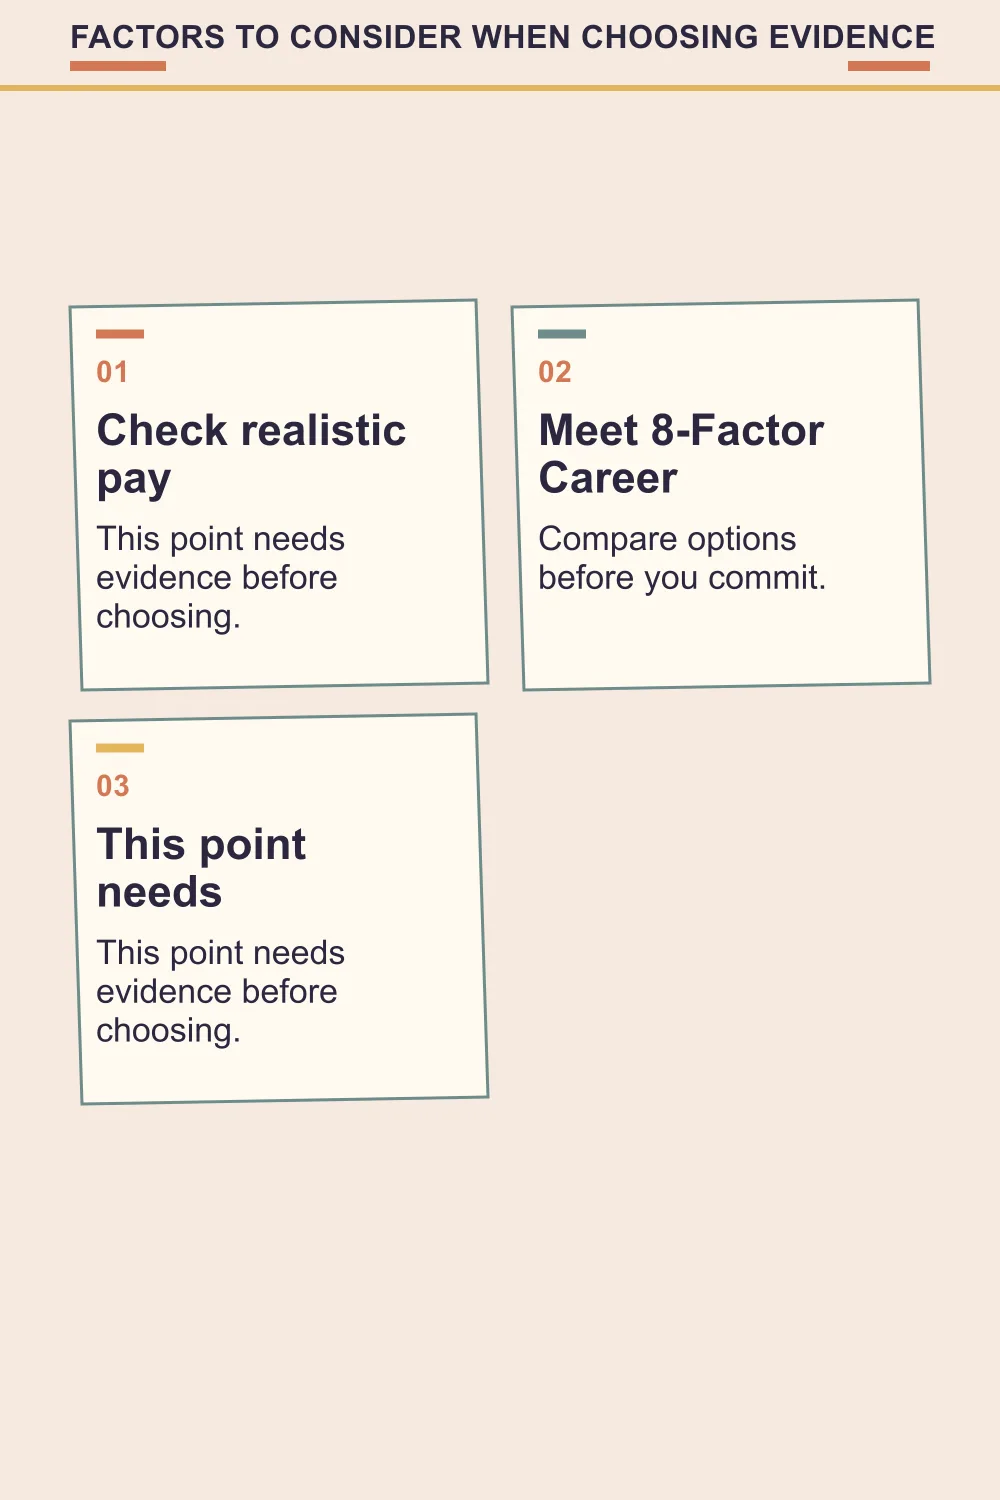 FACTORS TO CONSIDER WHEN CHOOSING EVIDENCE
01
Check realistic
pay
This point needs
evidence before
choosing.
02
Meet 8-Factor
Career
Compare options
before you commit.
03
This point
needs
This point needs
evidence before
choosing.